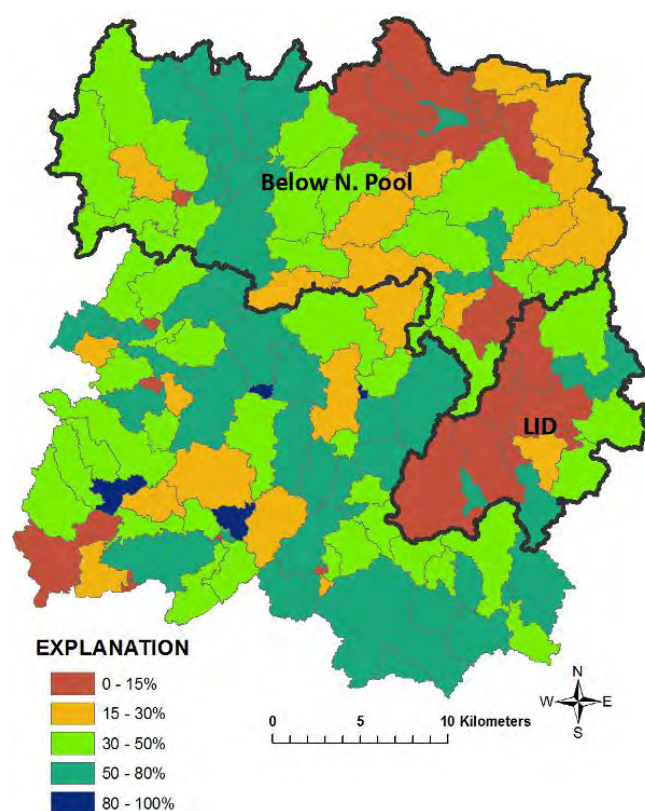 Below N. Pool
LID
EXPLANATION
0 - 15%
15 - 30%
30 - 50%
50 - 80%
80 - 100%
N
W E
S
0 5 10 Kilometers